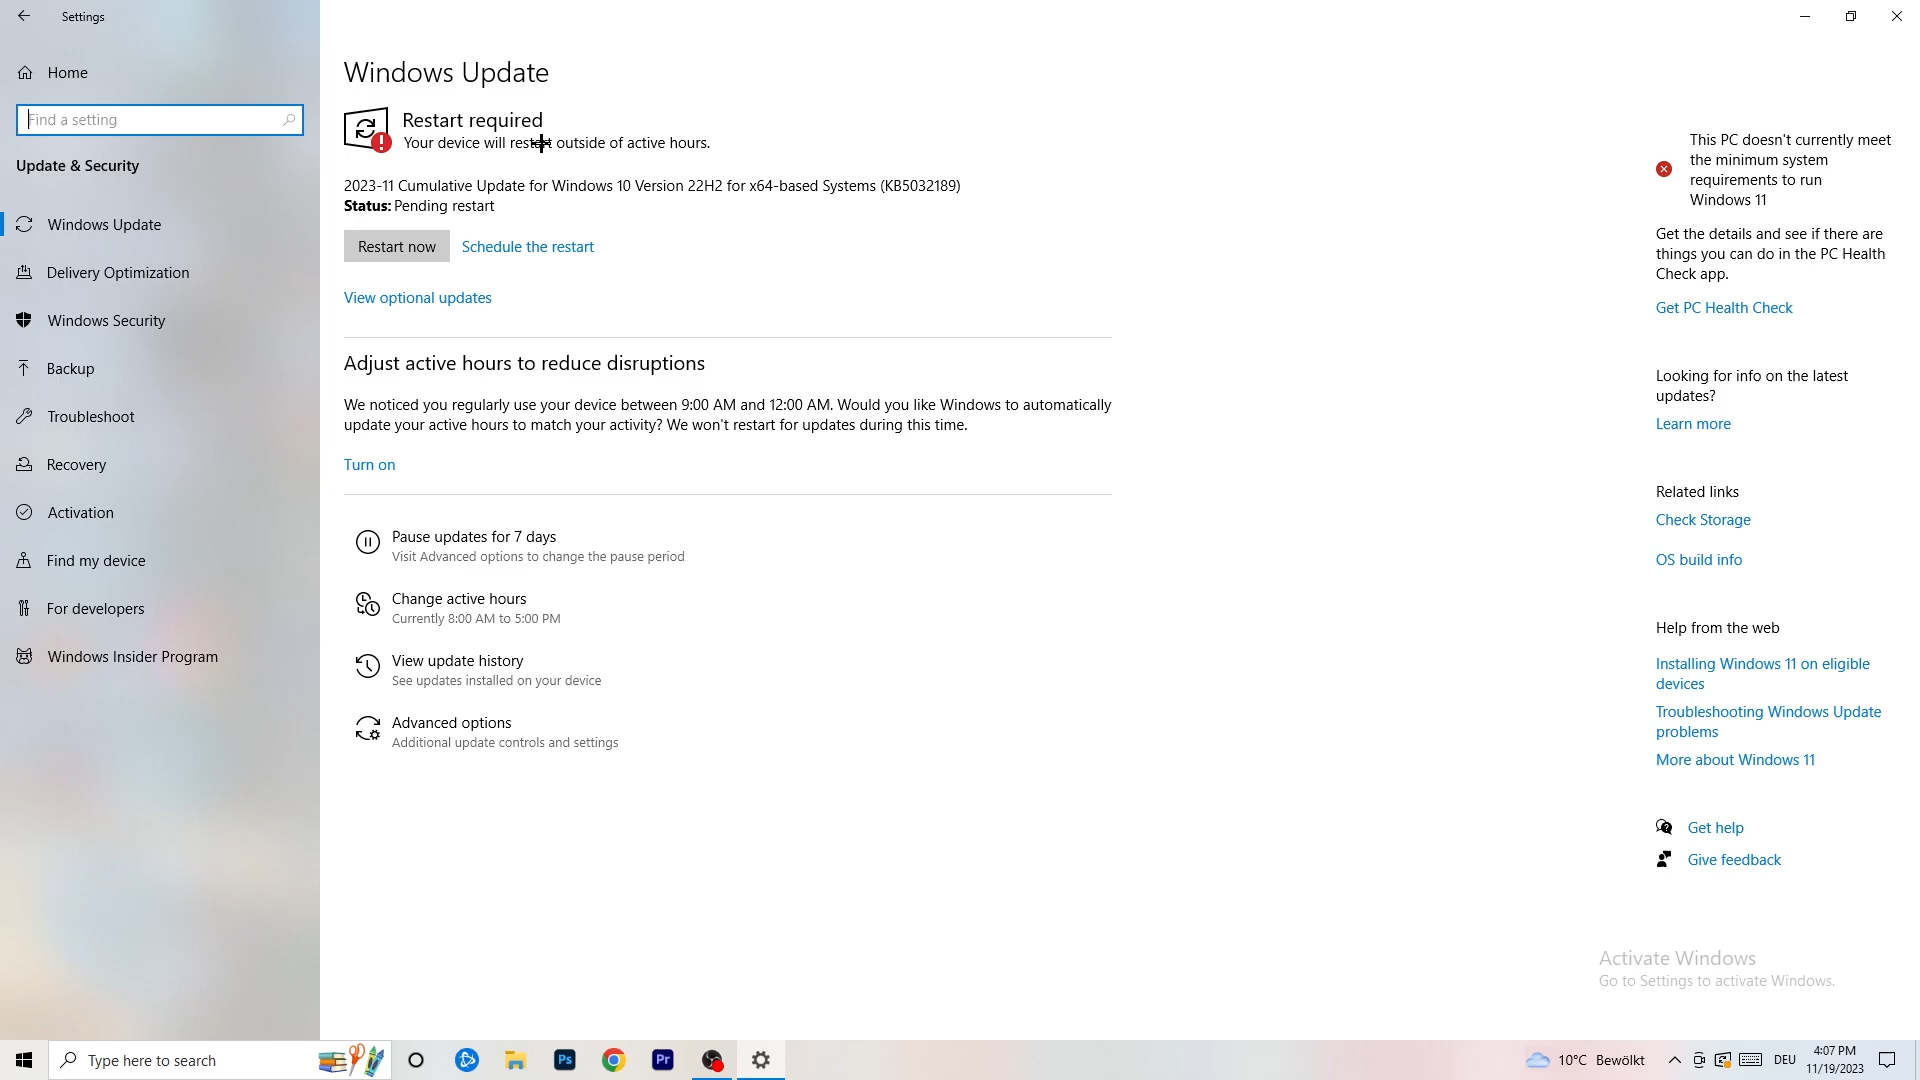 Settings
Home
Find a setting
Update & Security
Windows Update
Delivery Optimization
Windows Security
Backup
Troubleshoot
Recovery
Activation
Find my device
For developers
Windows Insider Program
Windows Update
Restart required
Your device will restart outside of active hours.
2023-11 Cumulative Update for Windows 10 Version 22H2 for x64-based Systems (KB5032189)
Status: Pending restart
Restart now
Schedule the restart
View optional updates
Adjust active hours to reduce disruptions
We noticed you regularly use your device between 9:00 AM and 12:00 AM. Would you like Windows to automatically
update your active hours to match your activity? We won't restart for updates during this time.
Turn on
Pause updates for 7 days
Visit Advanced options to change the pause period
Change active hours
Currently 8:00 AM to 5:00 PM
View update history
See updates installed on your device
Advanced options
Additional update controls and settings
This PC doesn't currently meet
the minimum system
requirements to run
Windows 11
Get the details and see if there are
things you can do in the PC Health
Check app.
Get PC Health Check
Looking for info on the latest
updates?
Learn more
Related links
Check Storage
OS build info
Help from the web
Installing Windows 11 on eligible
devices
Troubleshooting Windows Update
problems
More about Windows 11
Get help
Give feedback
Activate Windows
Go to Settings to activate Windows.
Type here to search
Ps
Pr
10°C Bewölkt
DEU
4:07 PM
11/19/2023